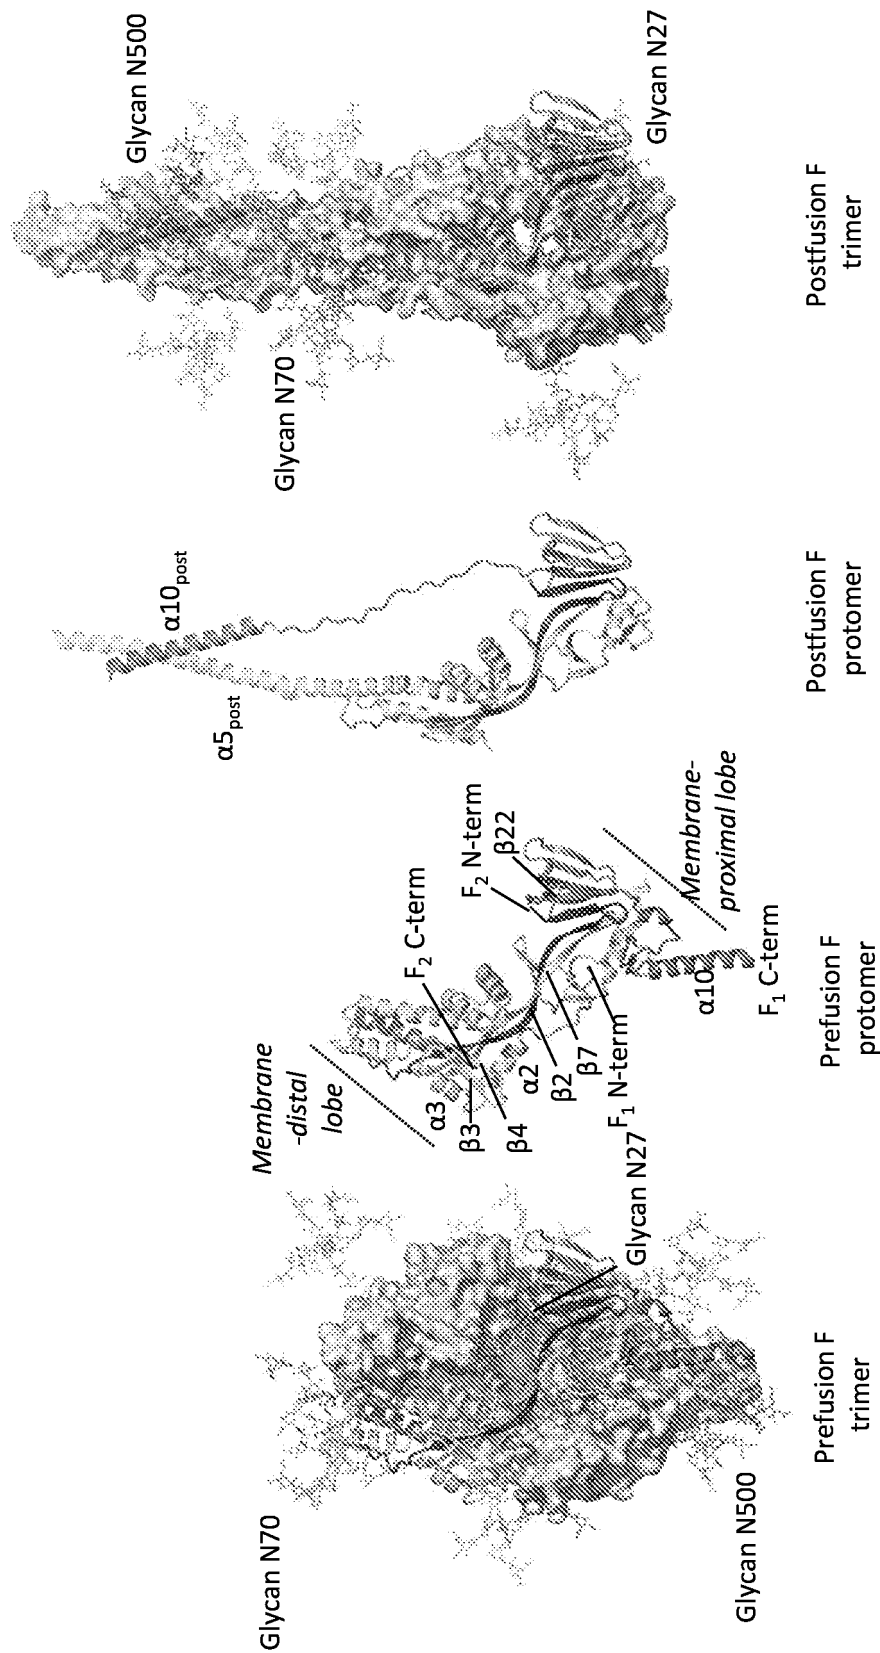 Glycan N70
Glycan N500
Glycan N27
Prefusion F
trimer
Membrane
-distal
lobe
α3
β3
β4
α2
β2
β7
F₁ N-term
F₂ C-term
F₂ N-term
β22
α10
F₁ C-term
Membrane-
proximal lobe
Prefusion F
protomer
α5post
α10post
Postfusion F
protomer
Glycan N70
Glycan N500
Glycan N27
Postfusion F
trimer